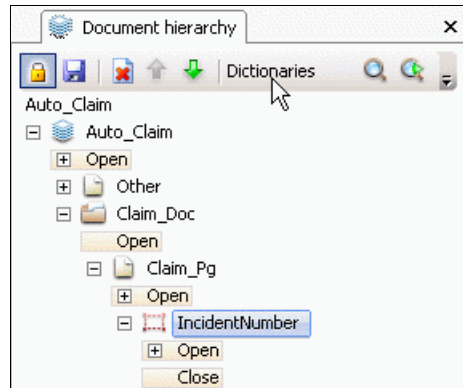 Document hierarchy
Dictionaries
Auto_Claim
Auto_Claim
Open
Other
Claim_Doc
Open
Claim_Pg
Open
IncidentNumber
Open
Close